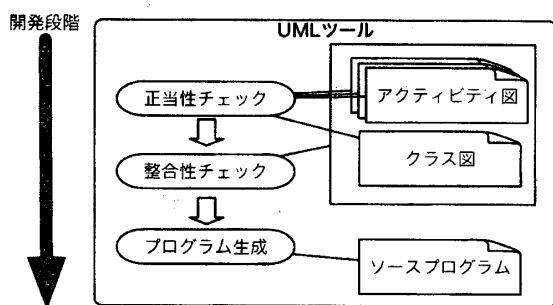 開発段階
UMLツール
正当性チェック
アクティビティ図
整合性チェック
クラス図
プログラム生成
ソースプログラム